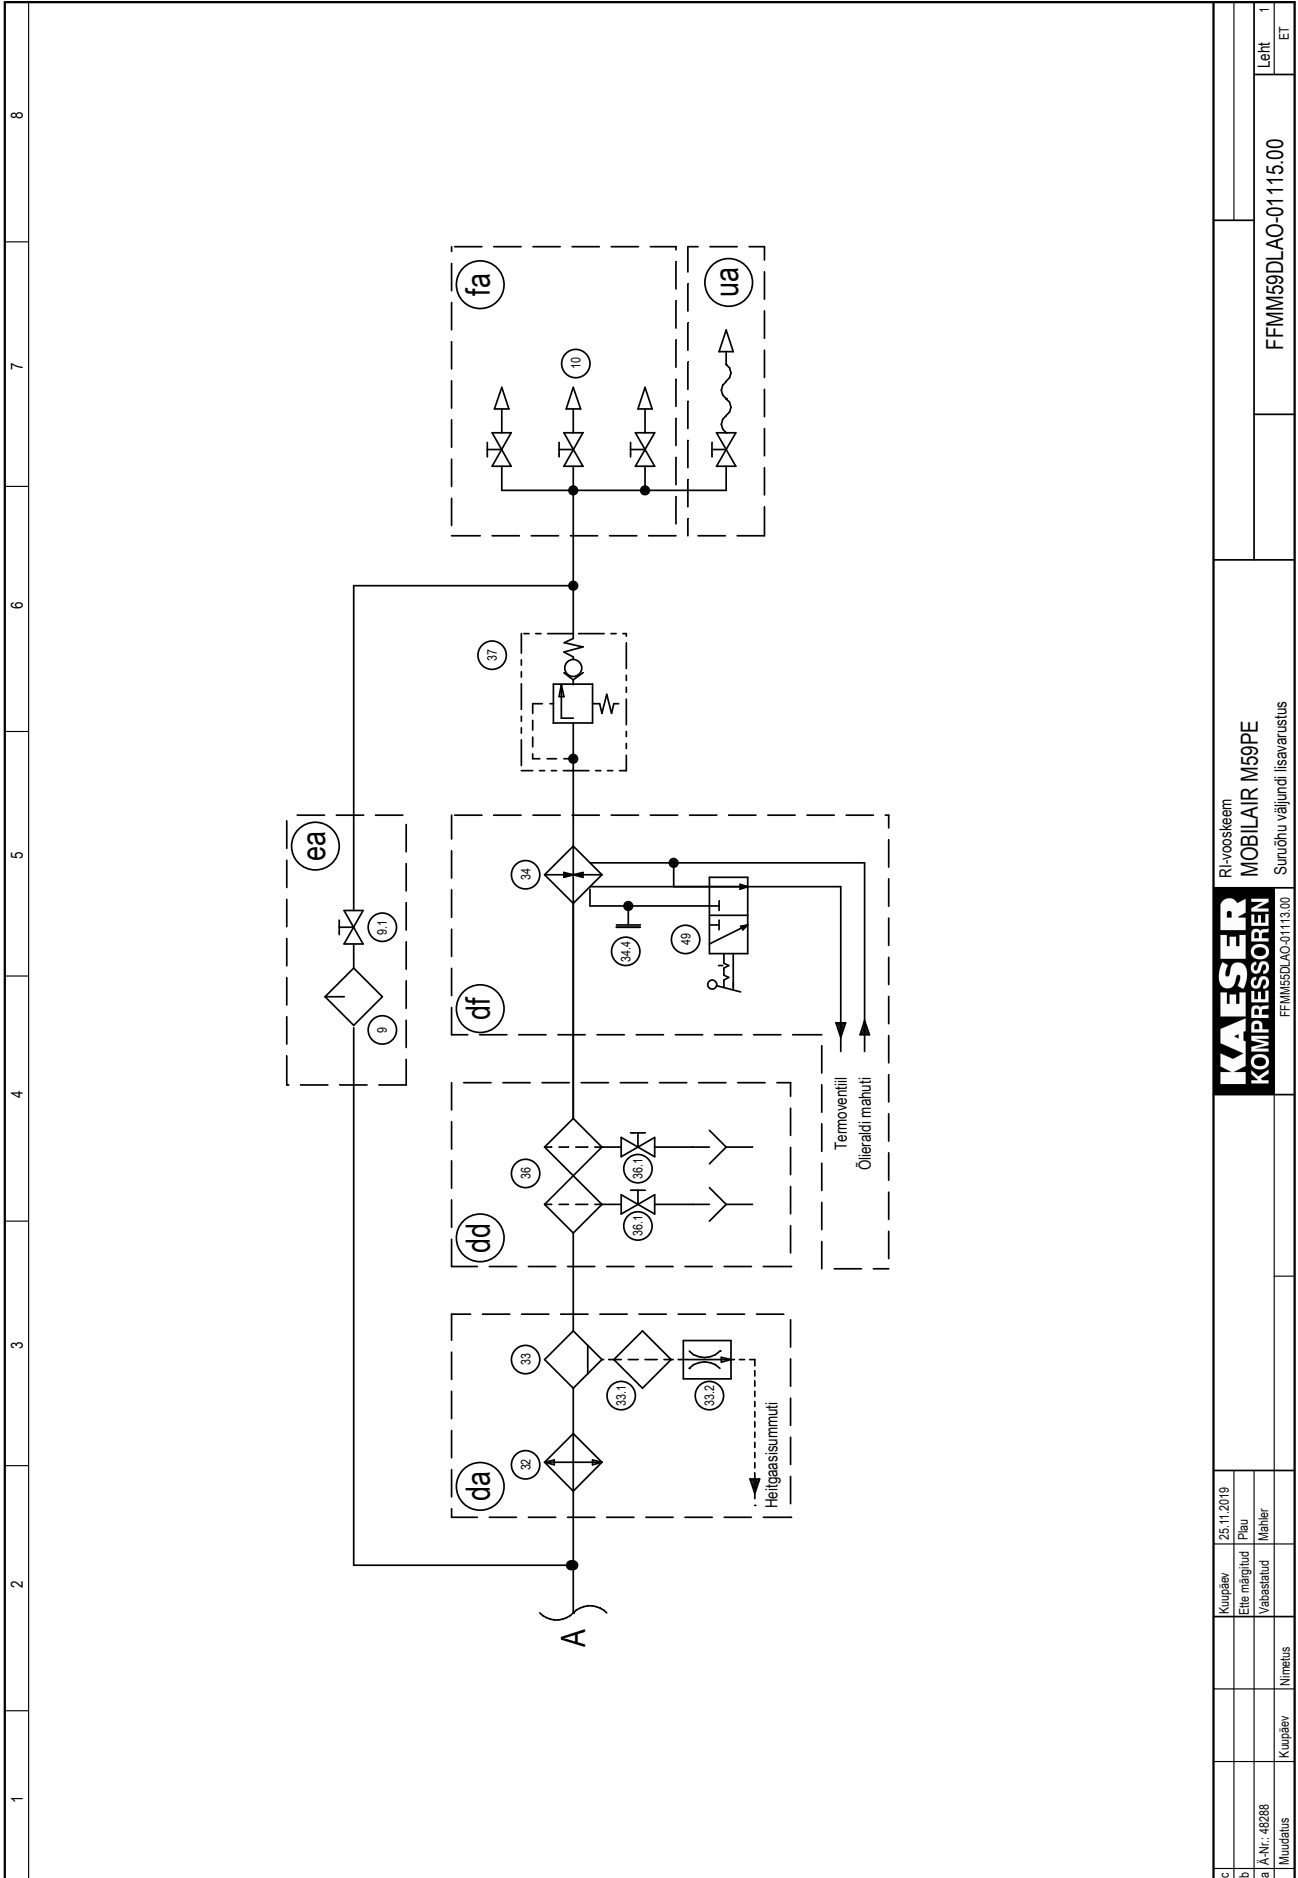 1 2 3 4 5 6 7 8
ea
9
9.1
37
fa
10
ua
A
da
32
33
33.1
33.2
Heitgaasisummuti
dd
36
36.1
36.1
df
34
34.4
49
Termoventiil
Õlieraldi mahuti
c
b
a Ä-Nr.: 48288
Muudatus Kuupäev Nimetus
Kuupäev 25.11.2019
Ette märgitud Plau
Vabastatud Mahler
KAESER
KOMPRESSOREN
FFMM55DLAO-01113.00
RI-vooskeem
MOBILAIR M59PE
Suruõhu väljundi lisavarustus
FFMM59DLAO-01115.00
Leht 1
ET